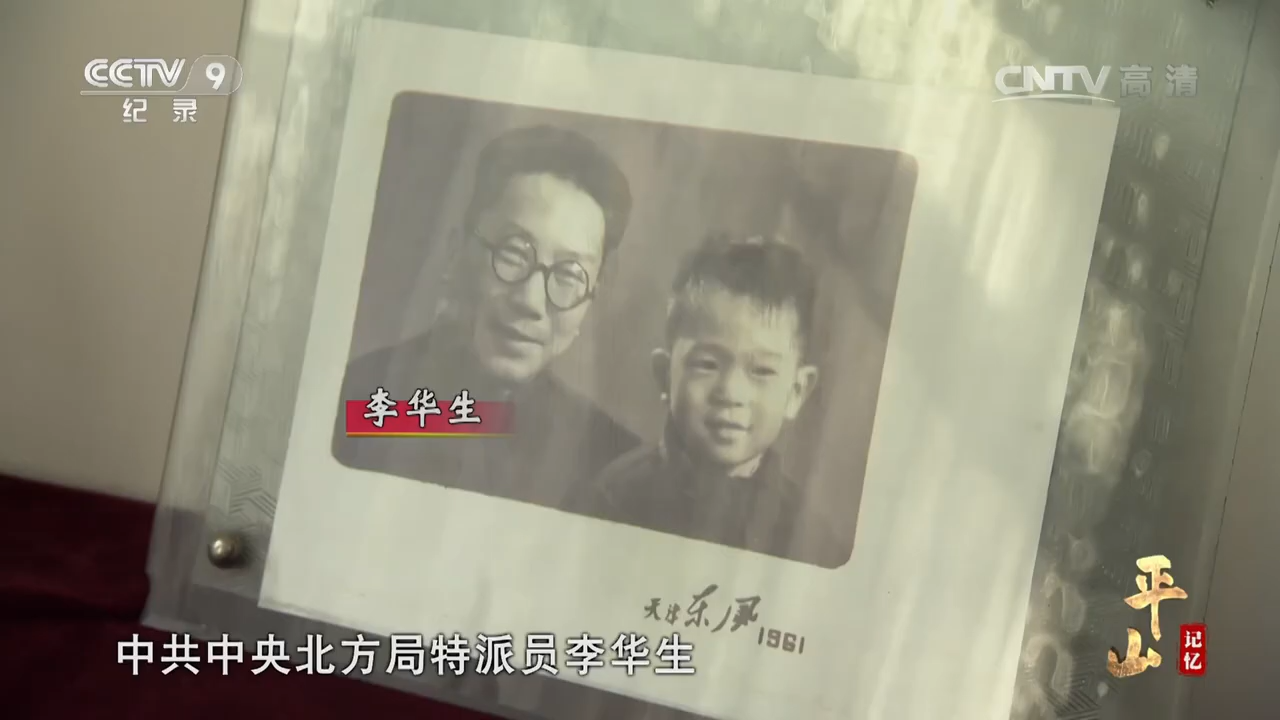 CCTV 9
纪录
CNTV 高清
李华生
天津东风 1961
平山
记忆
中共中央北方局特派员李华生